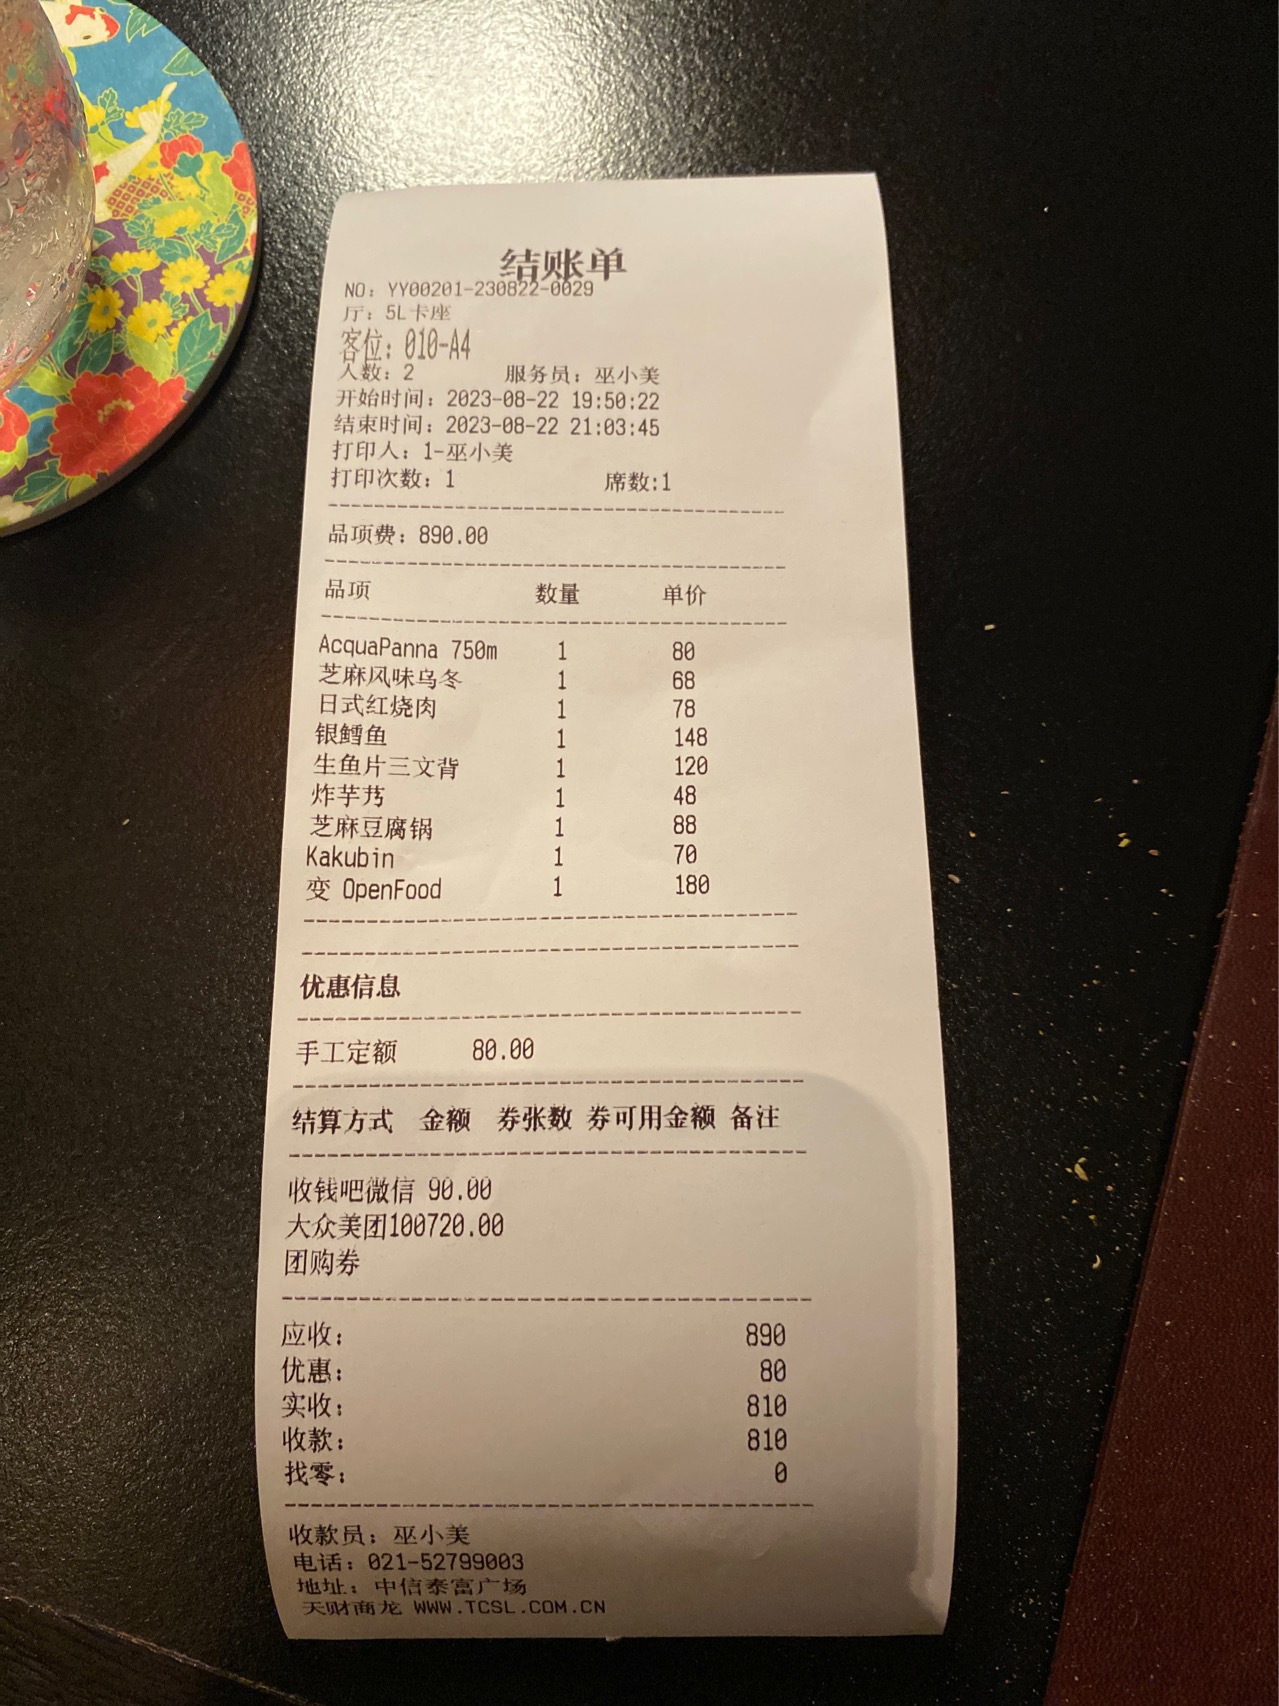 结账单
NO: YY00201-230822-0029
厅: 5L卡座
客位: 010-A4
人数: 2 服务员: 巫小美
开始时间: 2023-08-22 19:50:22
结束时间: 2023-08-22 21:03:45
打印人: 1-巫小美
打印次数: 1 席数:1
品项费: 890.00
品项 数量 单价
AcquaPanna 750m 1 80
芝麻风味乌冬 1 68
日式红烧肉 1 78
银鳕鱼 1 148
生鱼片三文背 1 120
炸芋艿 1 48
芝麻豆腐锅 1 88
Kakubin 1 70
变 OpenFood 1 180
优惠信息
手工定额 80.00
结算方式 金额 券张数 券可用金额 备注
收钱吧微信 90.00
大众美团100720.00
团购券
应收: 890
优惠: 80
实收: 810
收款: 810
找零: 0
收款员: 巫小美
电话: 021-52799003
地址: 中信泰富广场
天财商龙 WWW.TCSL.COM.CN